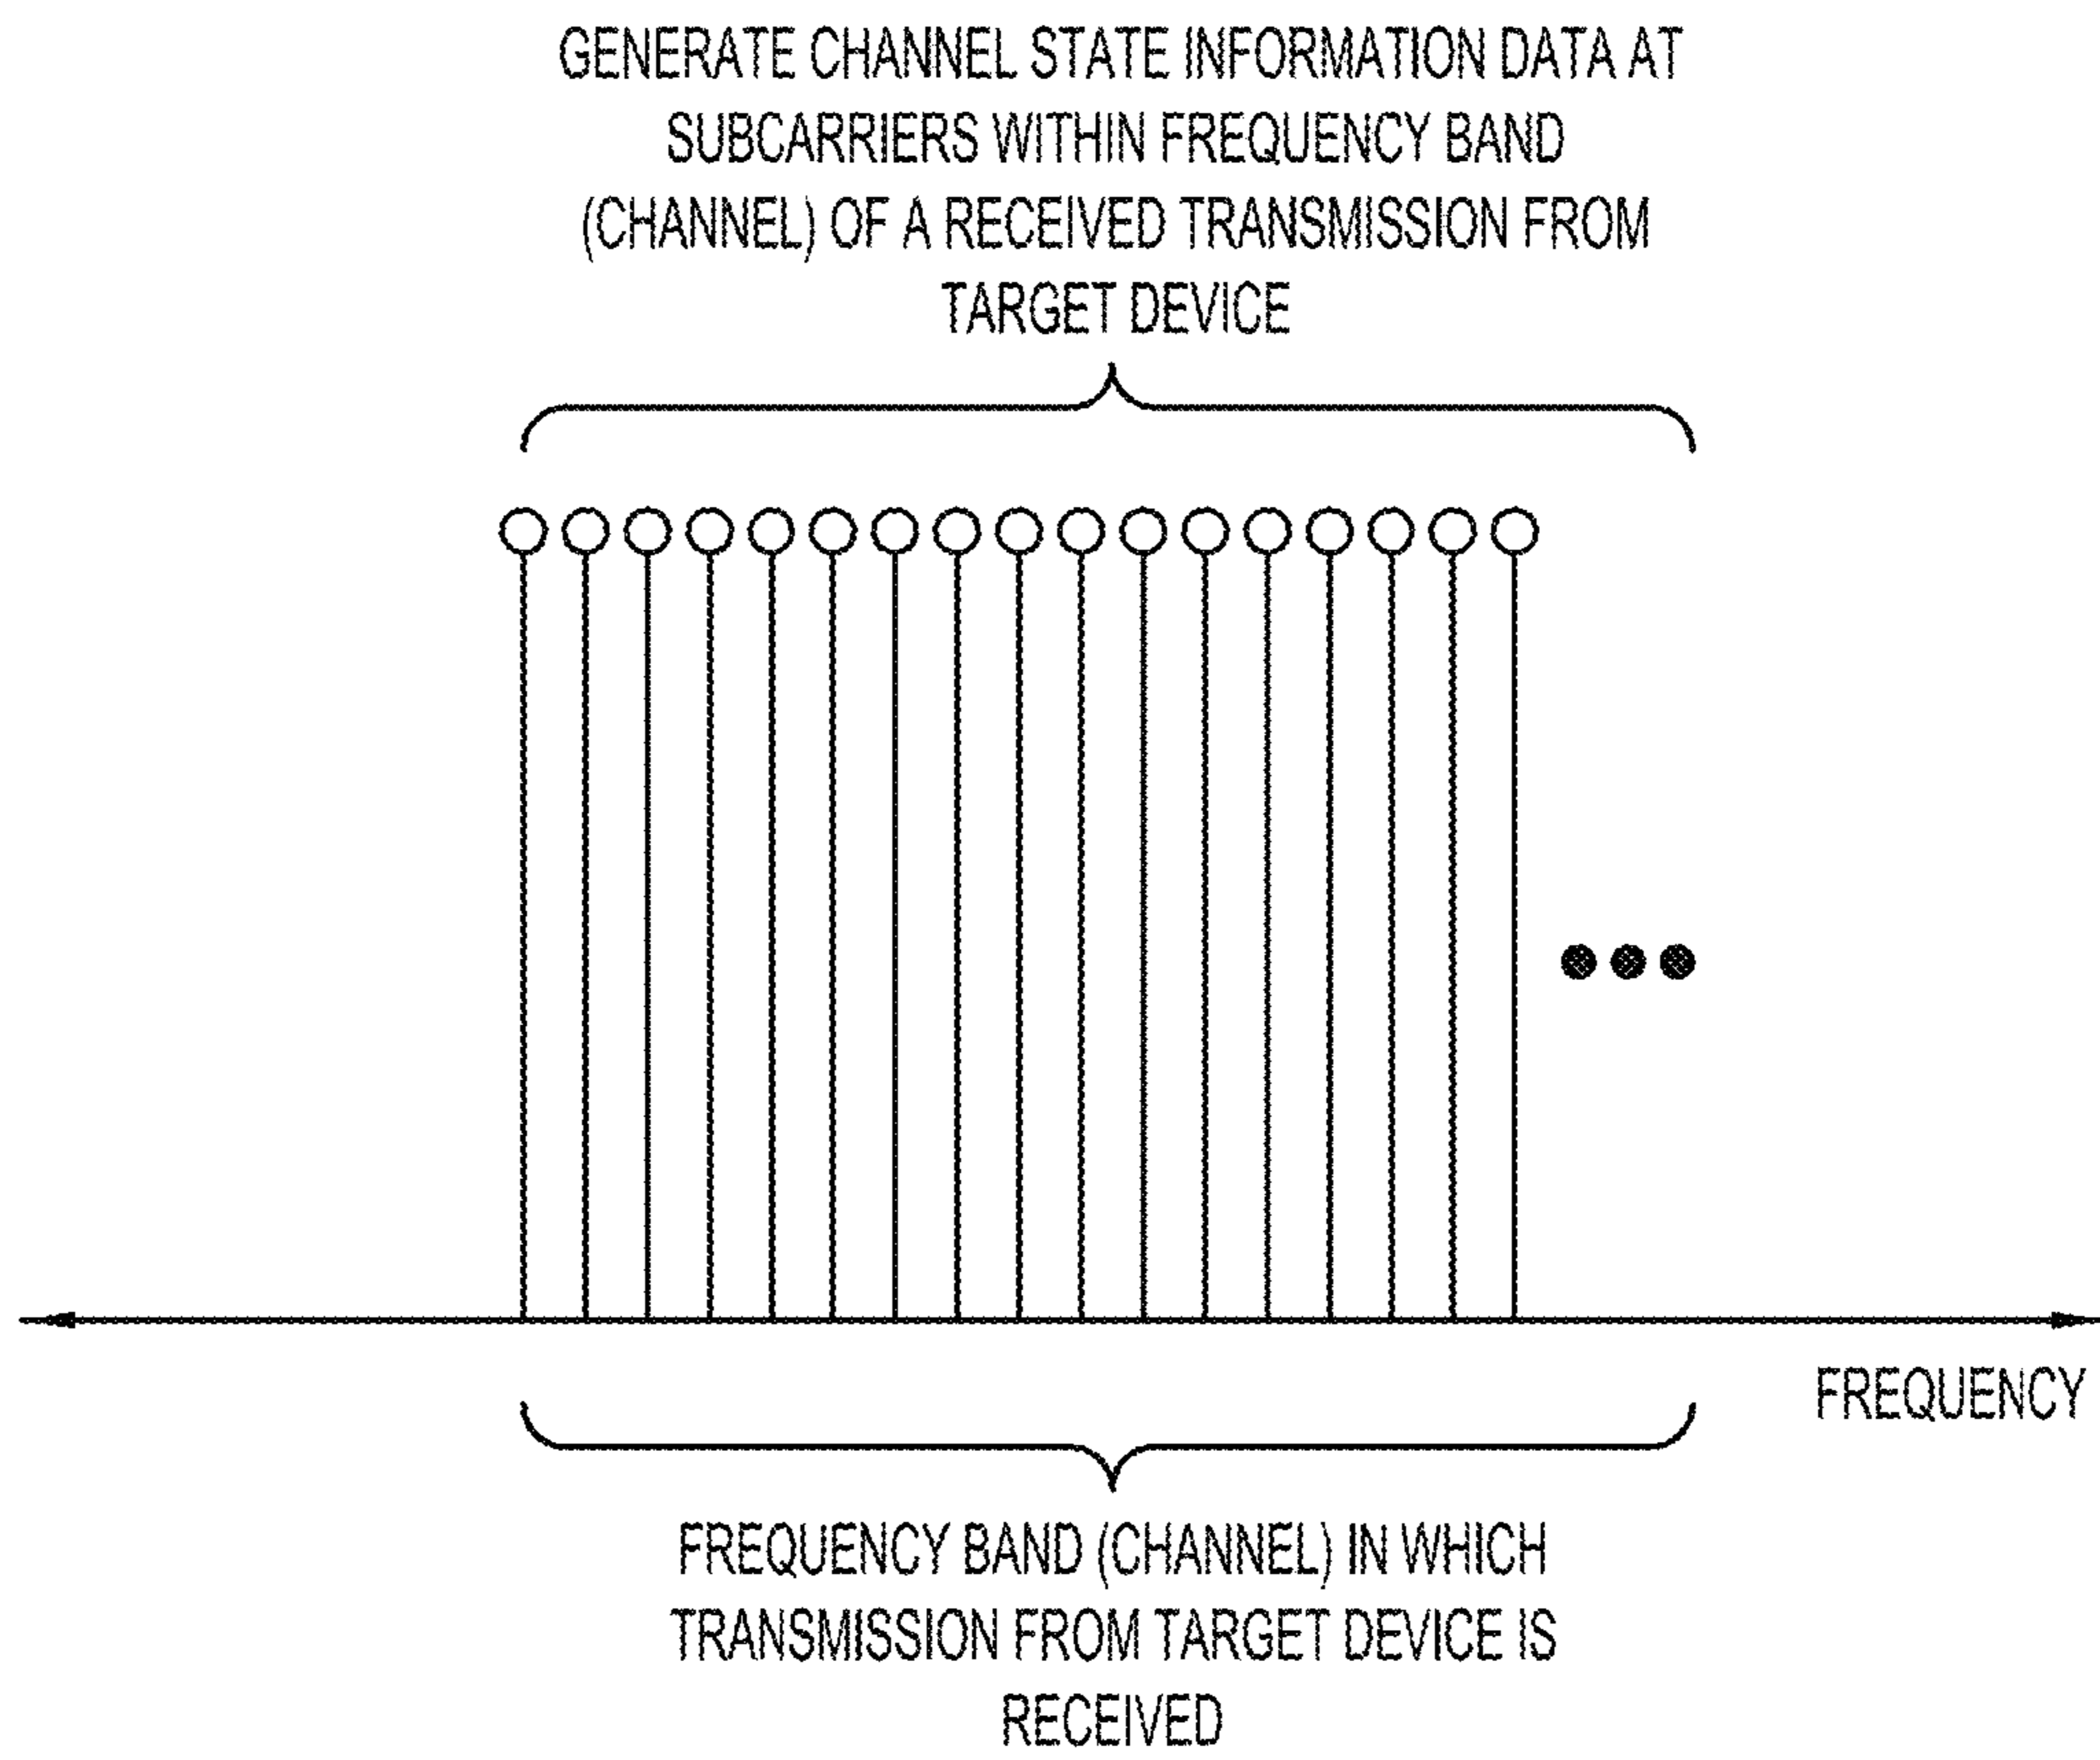 GENERATE CHANNEL STATE INFORMATION DATA AT
SUBCARRIERS WITHIN FREQUENCY BAND
(CHANNEL) OF A RECEIVED TRANSMISSION FROM
TARGET DEVICE
FREQUENCY
FREQUENCY BAND (CHANNEL) IN WHICH
TRANSMISSION FROM TARGET DEVICE IS
RECEIVED